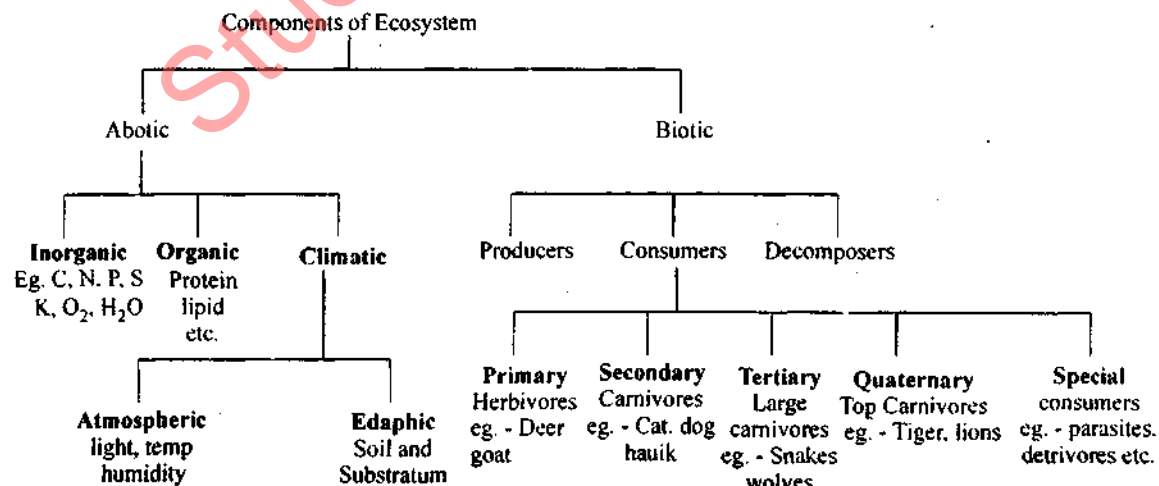 Components of Ecosystem
Abotic
Biotic
Inorganic
Eg. C, N. P, S
K, O₂, H₂O
Organic
Protein
lipid
etc.
Climatic
Producers
Consumers
Decomposers
Atmospheric
light, temp
humidity
Edaphic
Soil and
Substratum
Primary
Herbivores
eg. - Deer
goat
Secondary
Carnivores
eg. - Cat. dog
hauik
Tertiary
Large
carnivores
eg. - Snakes
wolves
Quaternary
Top Carnivores
eg. - Tiger, lions
Special
consumers
eg. - parasites.
detrivores etc.